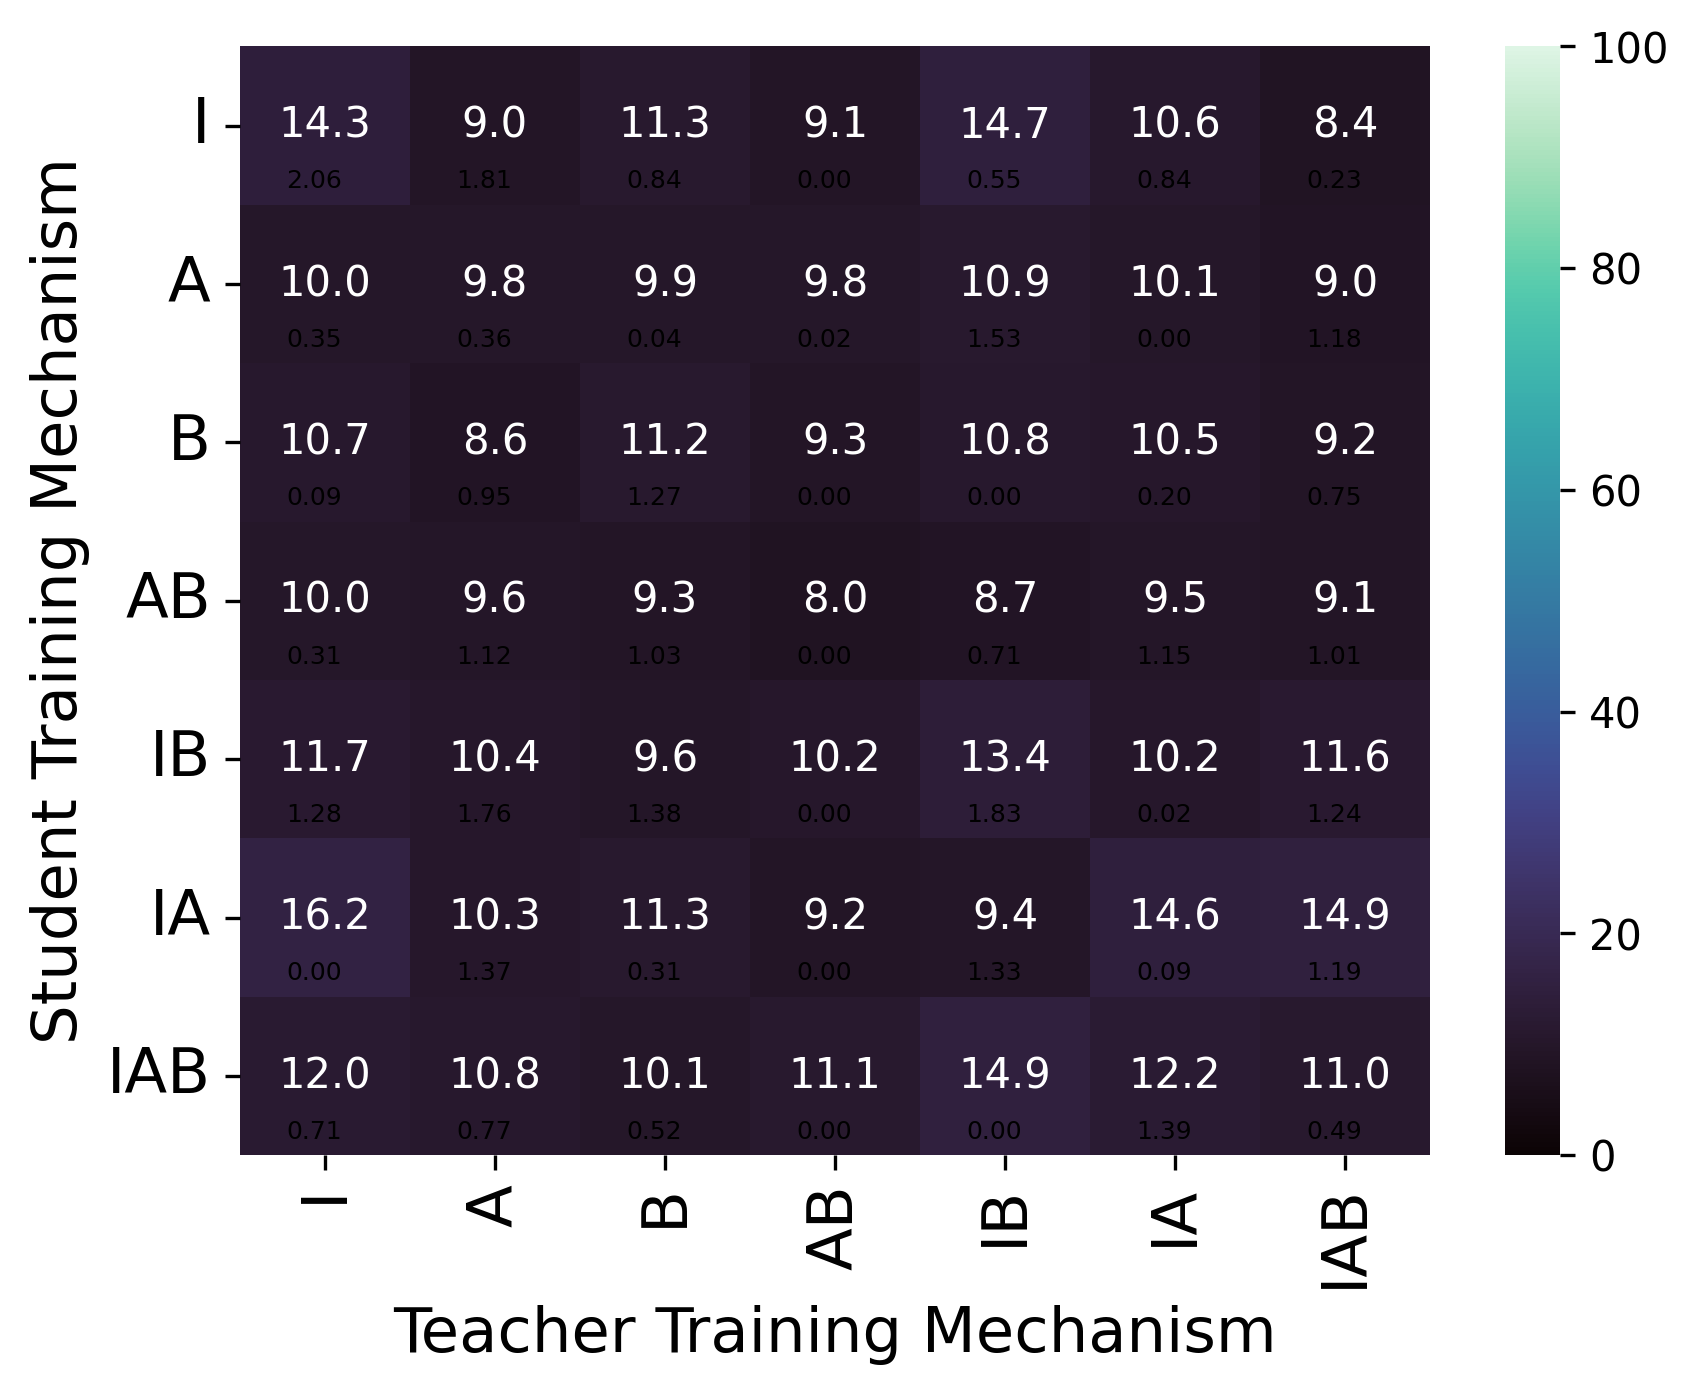 14.3 9.0 11.3 9.1 14.7 10.6 8.4
2.06 1.81 0.84 0.00 0.55 0.84 0.23
10.0 9.8 9.9 9.8 10.9 10.1 9.0
0.35 0.36 0.04 0.02 1.53 0.00 1.18
10.7 8.6 11.2 9.3 10.8 10.5 9.2
0.09 0.95 1.27 0.00 0.00 0.20 0.75
10.0 9.6 9.3 8.0 8.7 9.5 9.1
0.31 1.12 1.03 0.00 0.71 1.15 1.01
11.7 10.4 9.6 10.2 13.4 10.2 11.6
1.28 1.76 1.38 0.00 1.83 0.02 1.24
16.2 10.3 11.3 9.2 9.4 14.6 14.9
0.00 1.37 0.31 0.00 1.33 0.09 1.19
12.0 10.8 10.1 11.1 14.9 12.2 11.0
0.71 0.77 0.52 0.00 0.00 1.39 0.49
I
A
B
AB
IB
IA
IAB
Student Training Mechanism
I A B AB IB IA IAB
Teacher Training Mechanism
100
80
60
40
20
0